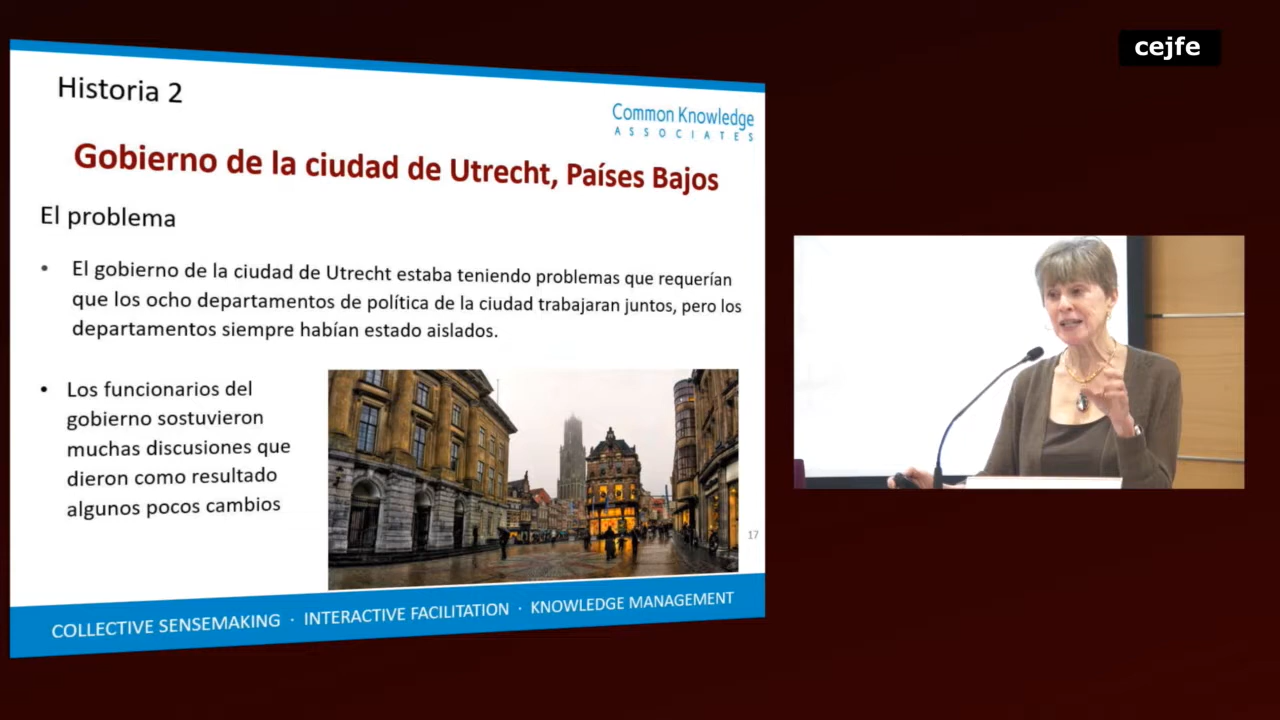 cejfe
Historia 2
Common Knowledge
ASSOCIATES
Gobierno de la ciudad de Utrecht, Países Bajos
El problema
• El gobierno de la ciudad de Utrecht estaba teniendo problemas que requerían
que los ocho departamentos de política de la ciudad trabajaran juntos, pero los
departamentos siempre habían estado aislados.
• Los funcionarios del
gobierno sostuvieron
muchas discusiones que
dieron como resultado
algunos pocos cambios
17
COLLECTIVE SENSEMAKING · INTERACTIVE FACILITATION · KNOWLEDGE MANAGEMENT